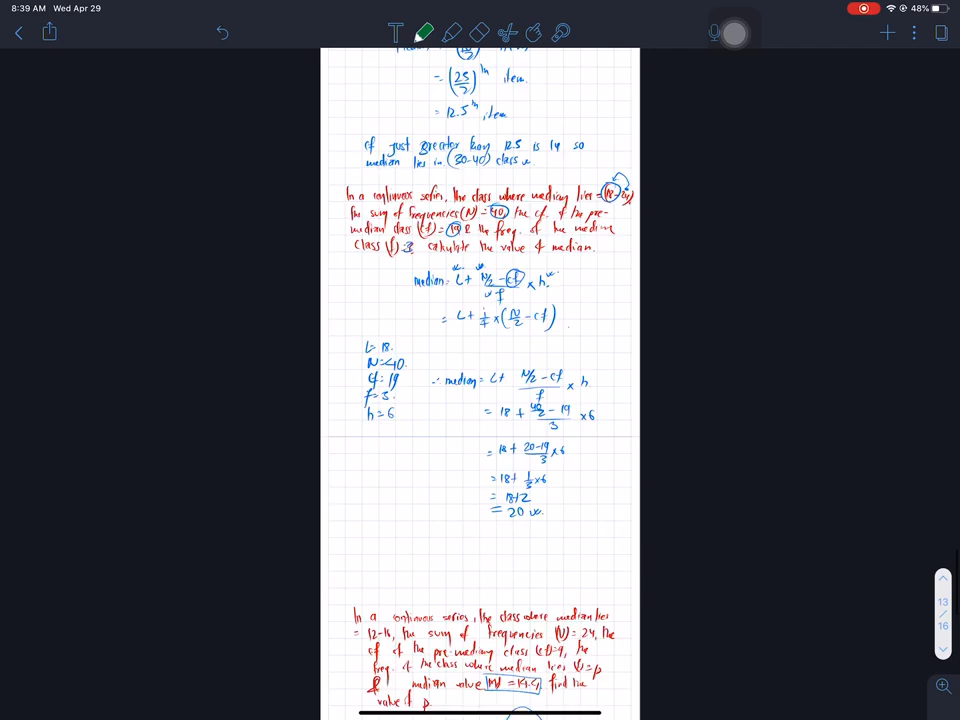 8:39 AM Wed Apr 29
48%
= (25/2)th item.
= 12.5th item
cf just greater than 12.5 is 14 so
median lies in (30-40) class
In a continuous series, the class where median lies = (18-24)
the sum of frequencies (N) = 40, the cf. of the pre-
median class (cf) = 19 & the freq. of the median
class (f) = 3, calculate the value of median.
median = L + N/2 - cf / f × h
= L + i/f × (N/2 - cf)
L = 18.
N = 40.
cf = 19
f = 3.
h = 6
∴ median = L + N/2 - cf / f × h
= 18 + 40/2 - 19 / 3 × 6
= 18 + 20-19 / 3 × 6
= 18 + 1/3 × 6
= 18+2
= 20
In a continuous series, the class where median lies
= 12-16, the sum of frequencies (N) = 24, the
cf of the pre-median class (cf) = 9, the
freq. of the class where median lies (f) = p
& median value (M) = 14.4, find the
value of p.
13
/
16